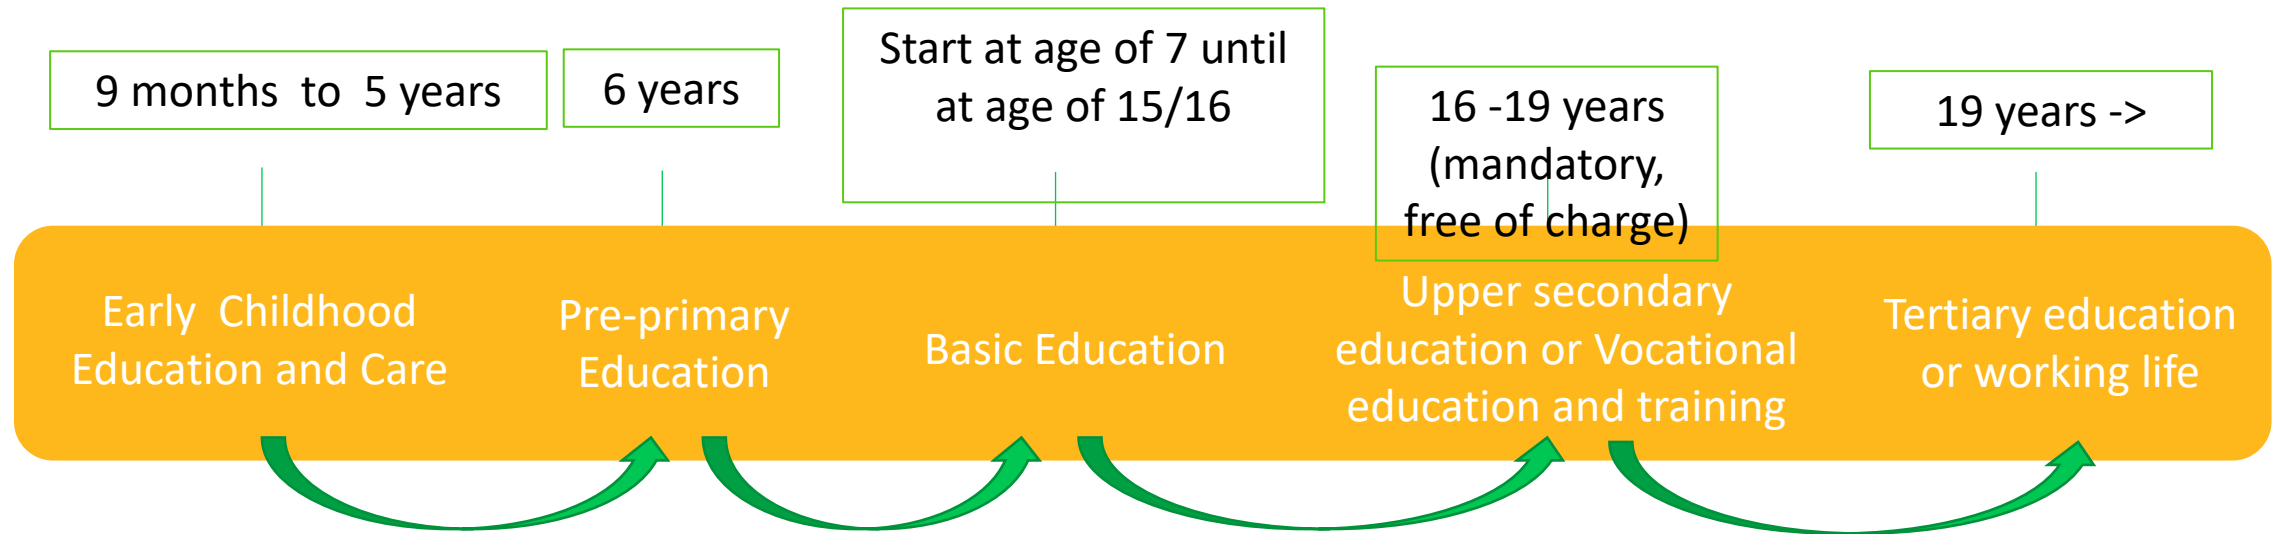 9 months  to  5 years
6 years
Start at age of 7 until
at age of 15/16
16 -19 years
(mandatory,
free of charge)
19 years ->
Early  Childhood
Education and Care
Pre-primary
Education
Basic Education
Upper secondary
education or Vocational
education and training
Tertiary education
or working life